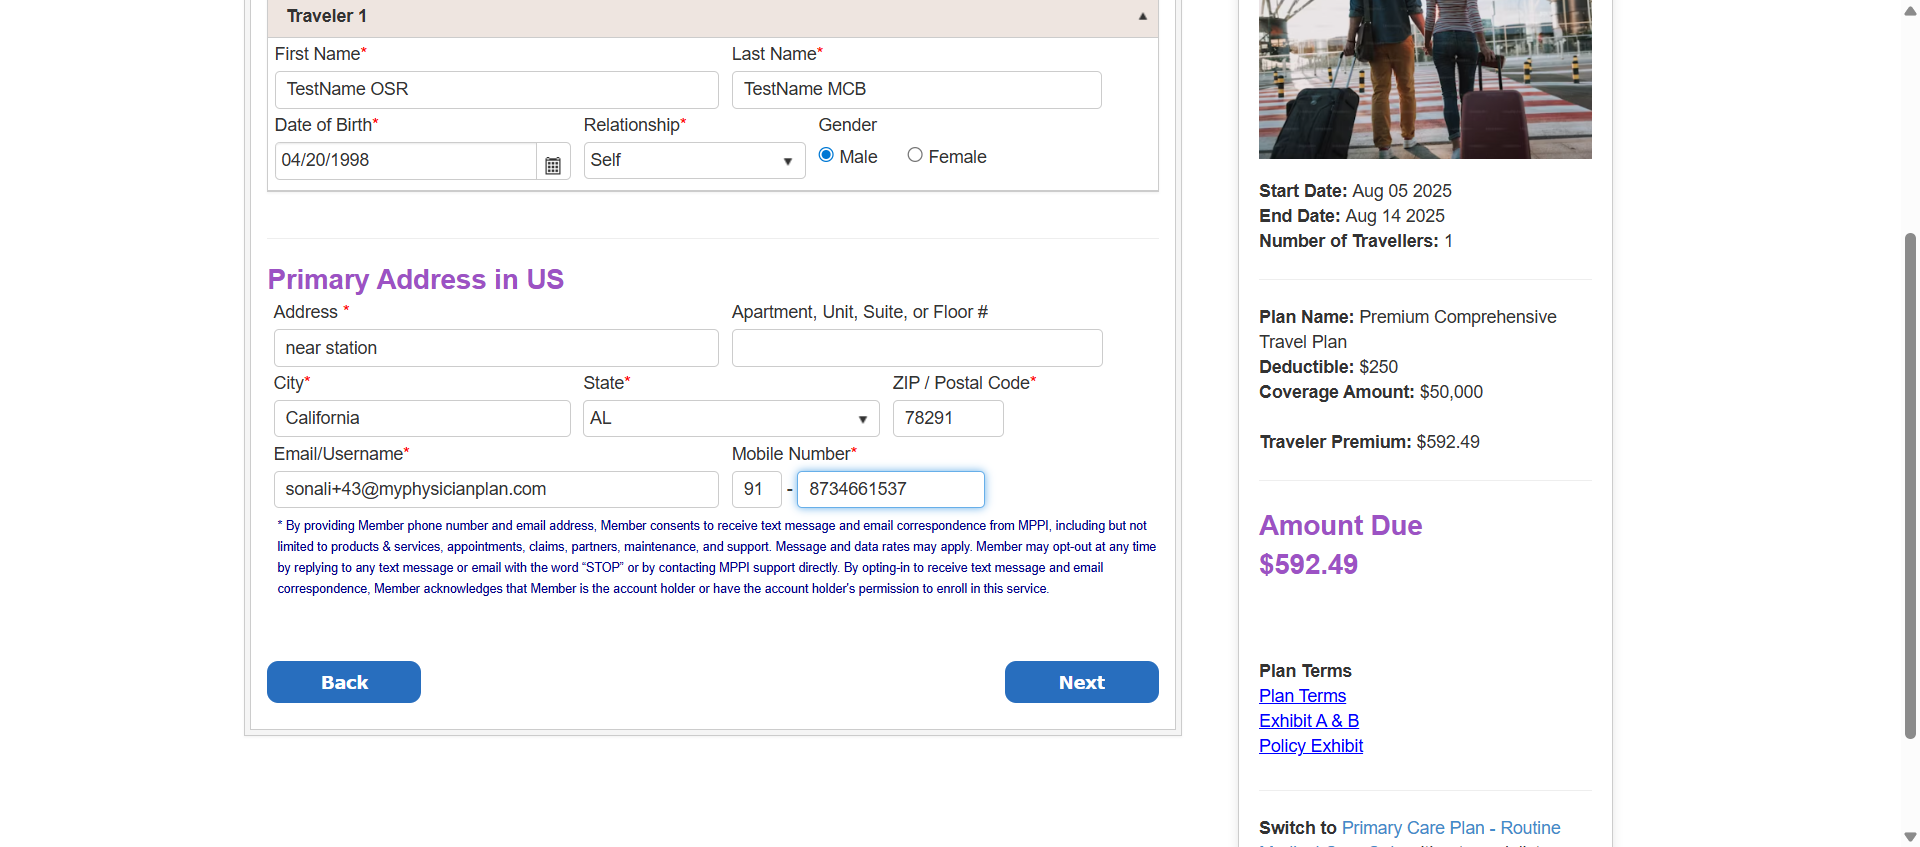 Traveler 1
First Name*
Last Name*
TestName OSR
TestName MCB
Date of Birth*
Relationship*
Gender
04/20/1998
Self
Male
Female
Primary Address in US
Address *
Apartment, Unit, Suite, or Floor #
near station
City*
State*
ZIP / Postal Code*
California
AL
78291
Email/Username*
Mobile Number*
sonali+43@myphysicianplan.com
91 - 8734661537
* By providing Member phone number and email address, Member consents to receive text message and email correspondence from MPPI, including but not
limited to products & services, appointments, claims, partners, maintenance, and support. Message and data rates may apply. Member may opt-out at any time
by replying to any text message or email with the word “STOP” or by contacting MPPI support directly. By opting-in to receive text message and email
correspondence, Member acknowledges that Member is the account holder or have the account holder's permission to enroll in this service.
Back
Next
Start Date: Aug 05 2025
End Date: Aug 14 2025
Number of Travellers: 1
Plan Name: Premium Comprehensive
Travel Plan
Deductible: $250
Coverage Amount: $50,000
Traveler Premium: $592.49
Amount Due
$592.49
Plan Terms
Plan Terms
Exhibit A & B
Policy Exhibit
Switch to Primary Care Plan - Routine